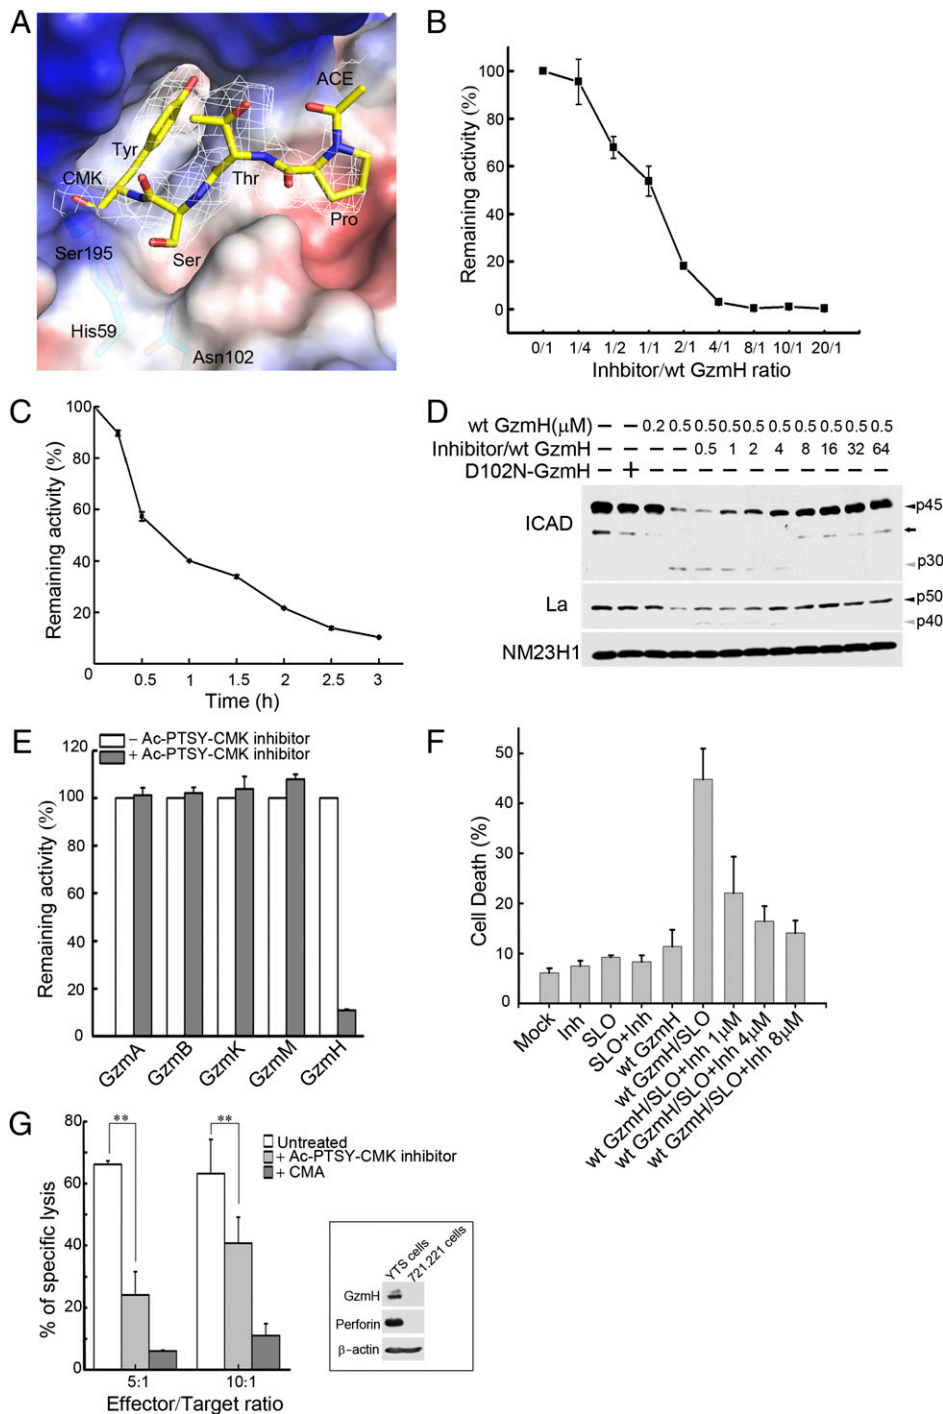 A
ACE
Tyr
CMK
Thr
Pro
Ser195
Ser
His59
Asn102
B
Remaining activity (%)
100
80
60
40
20
0
0/1 1/4 1/2 1/1 2/1 4/1 8/1 10/1 20/1
Inhbitor/wt GzmH ratio
C
Remaining activity (%)
100
80
60
40
20
0.5 1 1.5 2 2.5 3
Time (h)
D
wt GzmH(μM) – – 0.2 0.5 0.5 0.5 0.5 0.5 0.5 0.5 0.5 0.5
Inhibitor/wt GzmH – – – – 0.5 1 2 4 8 16 32 64
D102N-GzmH – + – – – – – – – – – –
ICAD
p45
p30
La
p50
p40
NM23H1
E
– Ac-PTSY-CMK inhibitor
+ Ac-PTSY-CMK inhibitor
Remaining activity (%)
120
100
80
60
40
20
0
GzmA GzmB GzmK GzmM GzmH
F
Cell Death (%)
50
40
30
20
10
0
Mock
Inh
SLO
SLO+Inh
wt GzmH
wt GzmH/SLO
wt GzmH/SLO+Inh 1μM
wt GzmH/SLO+Inh 4μM
wt GzmH/SLO+Inh 8μM
G
% of specific lysis
80
60
40
20
0
** **
Untreated
+ Ac-PTSY-CMK inhibitor
+ CMA
5:1 10:1
Effector/Target ratio
YTS cells
721.221 cells
GzmH
Perforin
β-actin